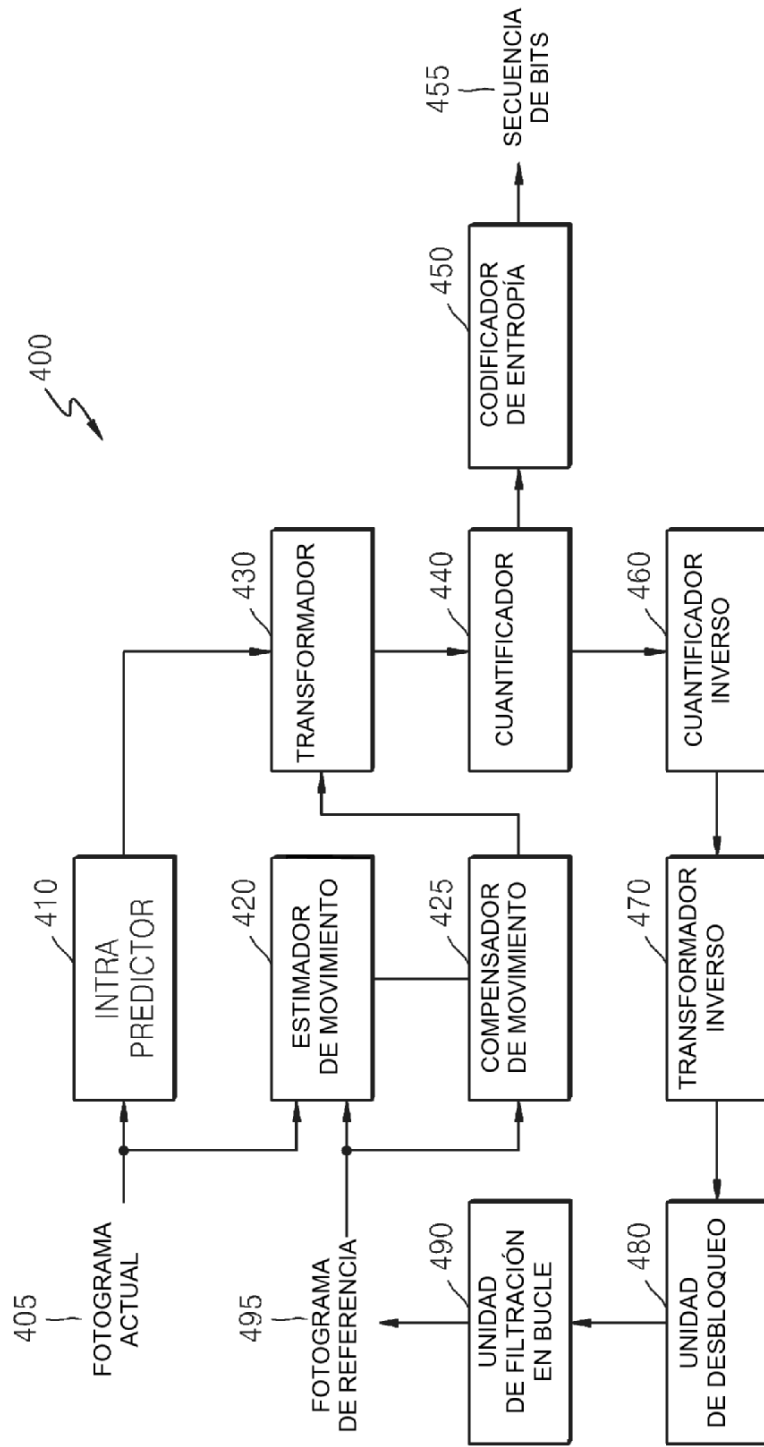 400
405
FOTOGRAMA
ACTUAL
410
INTRA
PREDICTOR
495
FOTOGRAMA
DE REFERENCIA
420
ESTIMADOR
DE MOVIMIENTO
425
COMPENSADOR
DE MOVIMIENTO
430
TRANSFORMADOR
440
CUANTIFICADOR
450
CODIFICADOR
DE ENTROPÍA
455
SECUENCIA
DE BITS
460
CUANTIFICADOR
INVERSO
470
TRANSFORMADOR
INVERSO
480
UNIDAD
DE DESBLOQUEO
490
UNIDAD
DE FILTRACIÓN
EN BUCLE